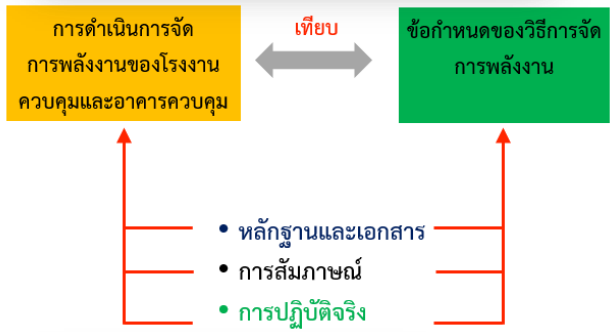 การดำเนินการจัด
การพลังงานของโรงงาน
ควบคุมและอาคารควบคุม
เทียบ
ข้อกำหนดของวิธีการจัด
การพลังงาน
• หลักฐานและเอกสาร
• การสัมภาษณ์
• การปฏิบัติจริง